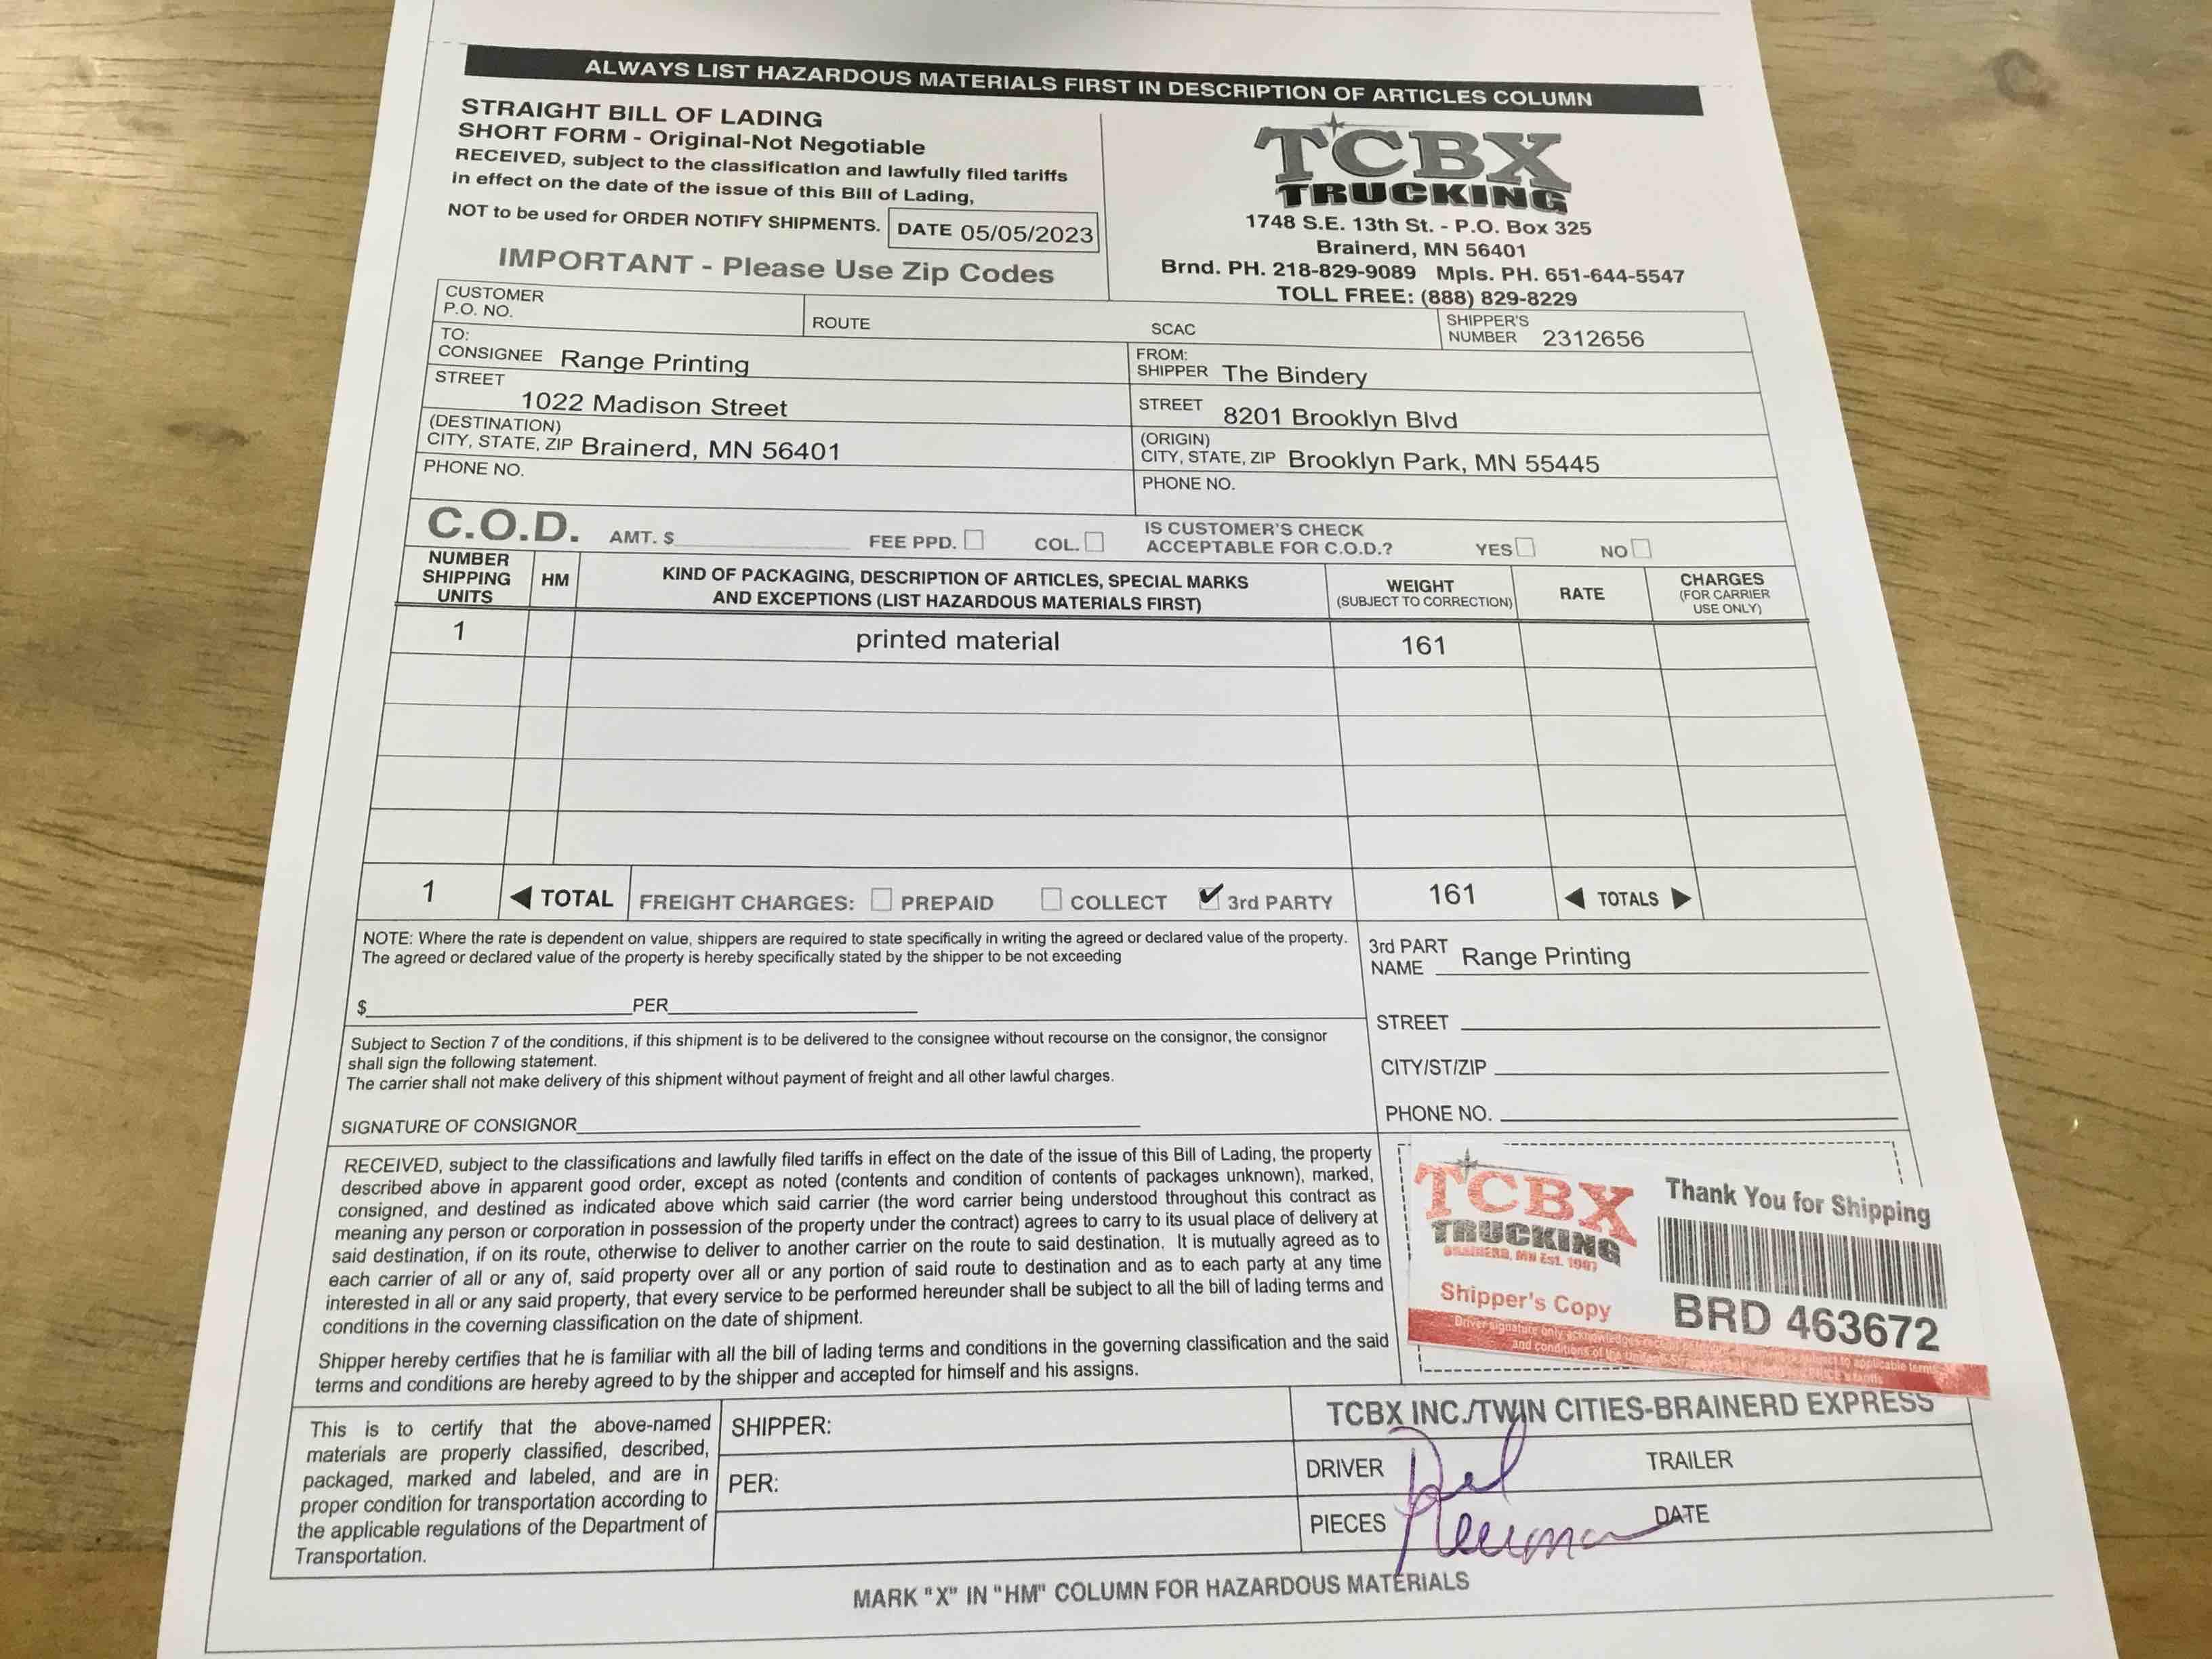 ALWAYS LIST HAZARDOUS MATERIALS FIRST IN DESCRIPTION OF ARTICLES COLUMN
STRAIGHT BILL OF LADING
SHORT FORM - Original-Not Negotiable
RECEIVED, subject to the classification and lawfully filed tariffs
in effect on the date of the issue of this Bill of Lading,
NOT to be used for ORDER NOTIFY SHIPMENTS.
DATE 05/05/2023
IMPORTANT - Please Use Zip Codes
TCBX
TRUCKING
1748 S.E. 13th St. - P.O. Box 325
Brainerd, MN 56401
Brnd. PH. 218-829-9089 Mpls. PH. 651-644-5547
TOLL FREE: (888) 829-8229
CUSTOMER
P.O. NO.
ROUTE
SCAC
SHIPPER'S
NUMBER 2312656
TO:
CONSIGNEE Range Printing
STREET
1022 Madison Street
(DESTINATION)
CITY, STATE, ZIP Brainerd, MN 56401
PHONE NO.
FROM:
SHIPPER The Bindery
STREET 8201 Brooklyn Blvd
(ORIGIN)
CITY, STATE, ZIP Brooklyn Park, MN 55445
PHONE NO.
C.O.D. AMT. $ FEE PPD. COL.
IS CUSTOMER'S CHECK
ACCEPTABLE FOR C.O.D.? YES NO
NUMBER
SHIPPING
UNITS
HM
KIND OF PACKAGING, DESCRIPTION OF ARTICLES, SPECIAL MARKS
AND EXCEPTIONS (LIST HAZARDOUS MATERIALS FIRST)
WEIGHT
(SUBJECT TO CORRECTION)
RATE
CHARGES
(FOR CARRIER
USE ONLY)
1 printed material 161
1 TOTAL FREIGHT CHARGES: PREPAID COLLECT ✔ 3rd PARTY 161 TOTALS
NOTE: Where the rate is dependent on value, shippers are required to state specifically in writing the agreed or declared value of the property.
The agreed or declared value of the property is hereby specifically stated by the shipper to be not exceeding
$ PER
3rd PART
NAME Range Printing
STREET
CITY/ST/ZIP
PHONE NO.
Subject to Section 7 of the conditions, if this shipment is to be delivered to the consignee without recourse on the consignor, the consignor
shall sign the following statement.
The carrier shall not make delivery of this shipment without payment of freight and all other lawful charges.
SIGNATURE OF CONSIGNOR
RECEIVED, subject to the classifications and lawfully filed tariffs in effect on the date of the issue of this Bill of Lading, the property
described above in apparent good order, except as noted (contents and condition of contents of packages unknown), marked,
consigned, and destined as indicated above which said carrier (the word carrier being understood throughout this contract as
meaning any person or corporation in possession of the property under the contract) agrees to carry to its usual place of delivery at
said destination, if on its route, otherwise to deliver to another carrier on the route to said destination. It is mutually agreed as to
each carrier of all or any of, said property over all or any portion of said route to destination and as to each party at any time
interested in all or any said property, that every service to be performed hereunder shall be subject to all the bill of lading terms and
conditions in the coverning classification on the date of shipment.
Shipper hereby certifies that he is familiar with all the bill of lading terms and conditions in the governing classification and the said
terms and conditions are hereby agreed to by the shipper and accepted for himself and his assigns.
TCBX
TRUCKING
BRAINERD, MN Est. 1987
Shipper's Copy
Thank You for Shipping
BRD 463672
Driver signature only acknowledges
and conditions of the
to applicable terms
This is to certify that the above-named
materials are properly classified, described,
packaged, marked and labeled, and are in
proper condition for transportation according to
the applicable regulations of the Department of
Transportation.
SHIPPER:
PER:
TCBX INC./TWIN CITIES-BRAINERD EXPRESS
DRIVER TRAILER
PIECES DATE
MARK "X" IN "HM" COLUMN FOR HAZARDOUS MATERIALS